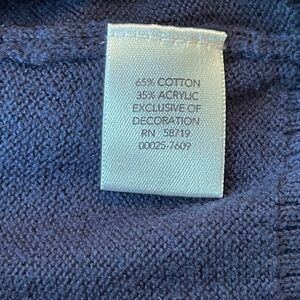 65% COTTON
35% ACRYLIC
EXCLUSIVE OF
DECORATION
RN 58719
00025-7609